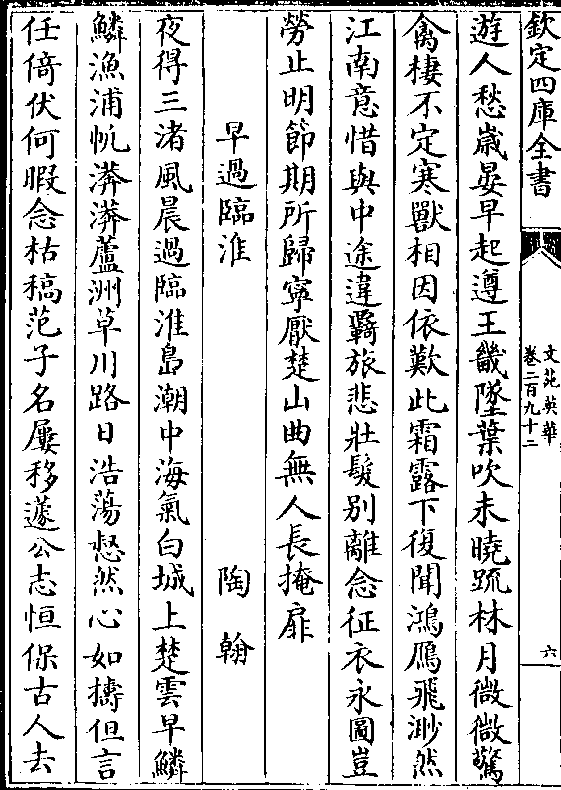 欽定四庫全書
文苑英華
卷二百九十二
六
遊人愁歲晏早起遵王畿墜葉吹未曉疏林月微微驚
禽棲不定寒獸相因依歎此霜露下復聞鴻鴈飛渺然
江南意惜與中途違羇旅悲壯髮別離念征衣永圖豈
勞止明節期所歸寧厭楚山曲無人長掩扉
早過臨淮
陶翰
夜得三渚風晨過臨淮島潮中海氣白城上楚雲早鱗
鱗漁浦帆漭漭蘆洲草川路日浩蕩惄然心如擣但言
任倚伏何暇念枯稿范子名屢移蘧公志恒保古人去